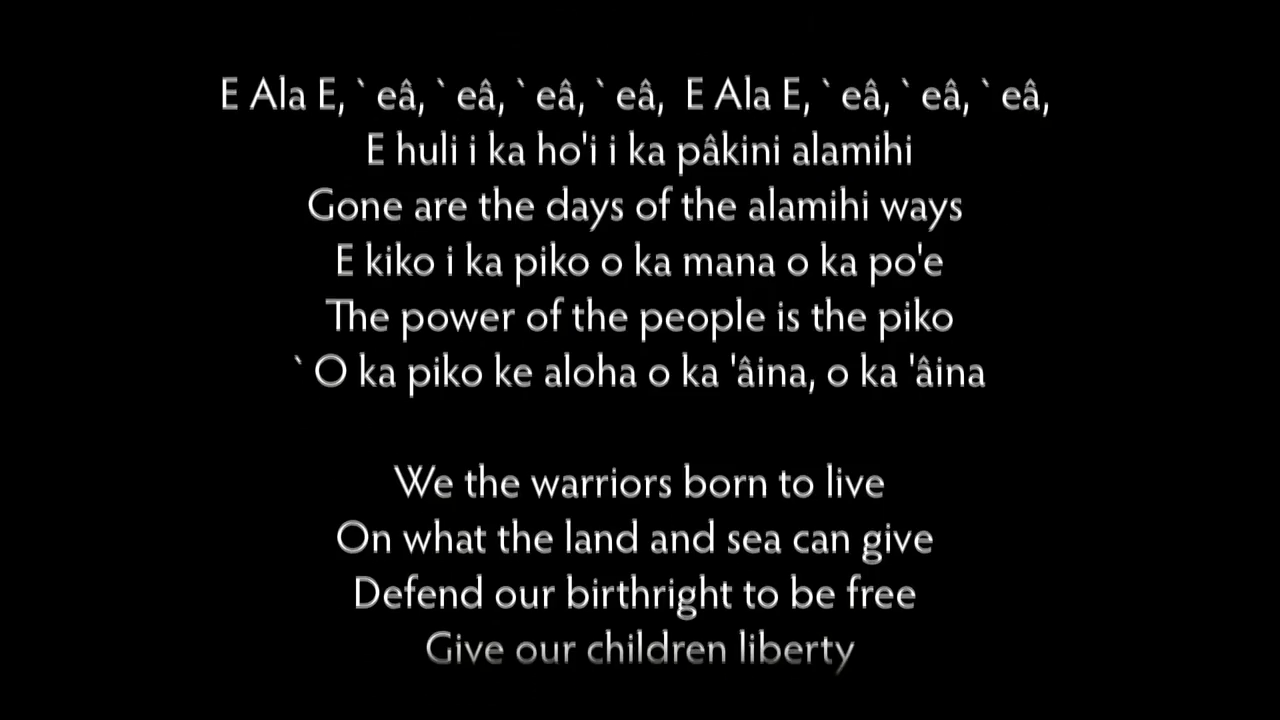 E Ala E, `eâ, `eâ, `eâ, `eâ, E Ala E, `eâ, `eâ, `eâ,
E huli i ka ho'i i ka pâkini alamihi
Gone are the days of the alamihi ways
E kiko i ka piko o ka mana o ka po'e
The power of the people is the piko
`O ka piko ke aloha o ka 'âina, o ka 'âina
We the warriors born to live
On what the land and sea can give
Defend our birthright to be free
Give our children liberty